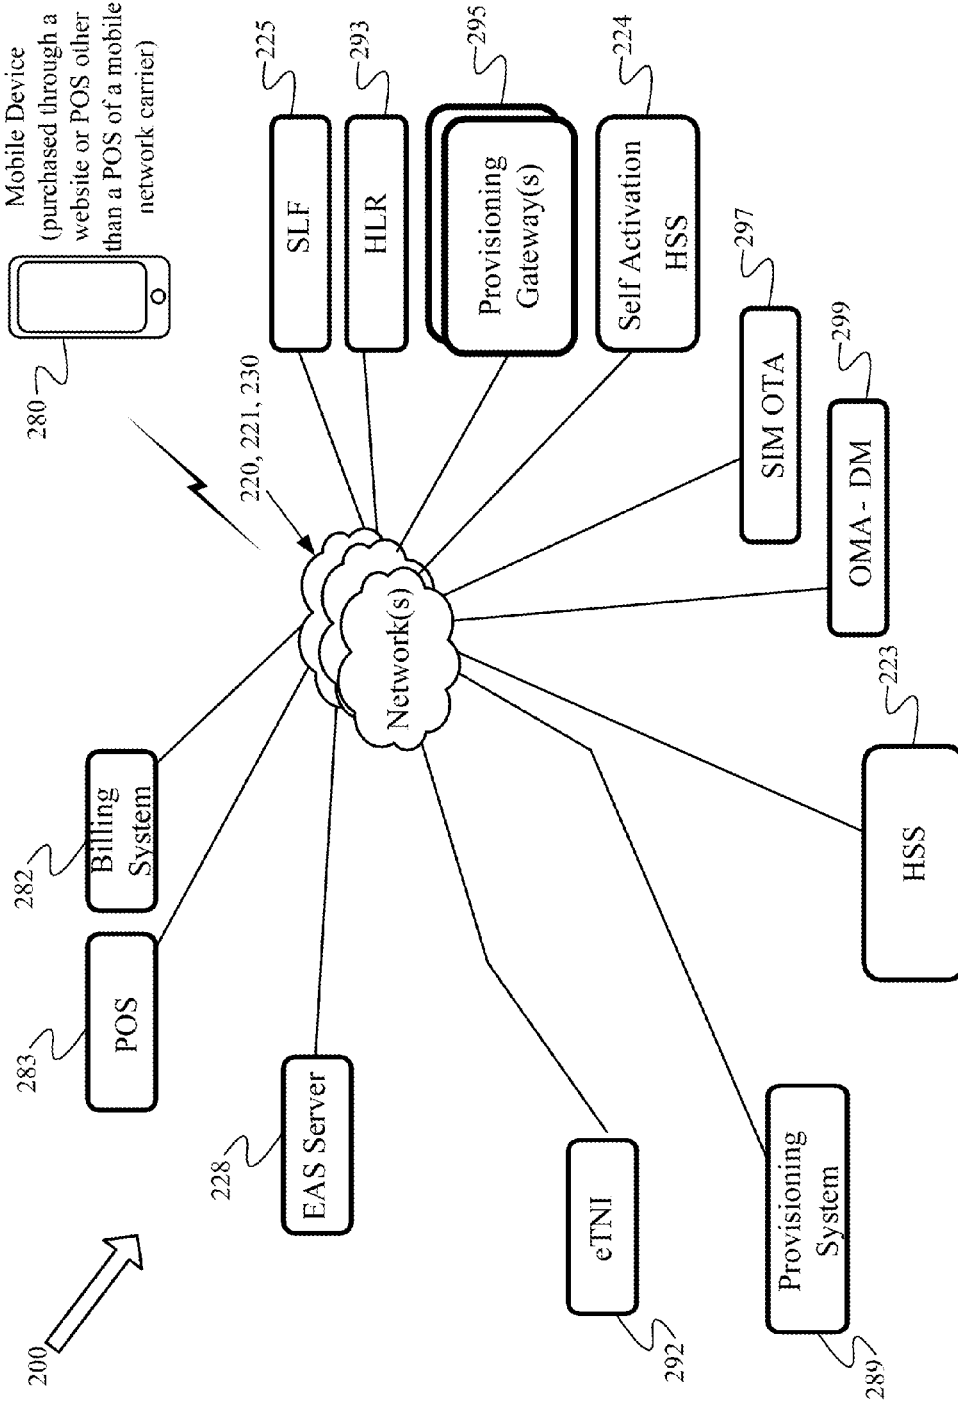 200
283
POS
282
Billing
System
280
Mobile Device
(purchased through a
website or POS other
than a POS of a mobile
network carrier)
228
EAS Server
220, 221, 230
Network(s)
SLF
225
HLR
293
Provisioning
Gateway(s)
295
Self Activation
HSS
224
eTNI
292
SIM OTA
297
OMA - DM
299
Provisioning
System
289
HSS
223